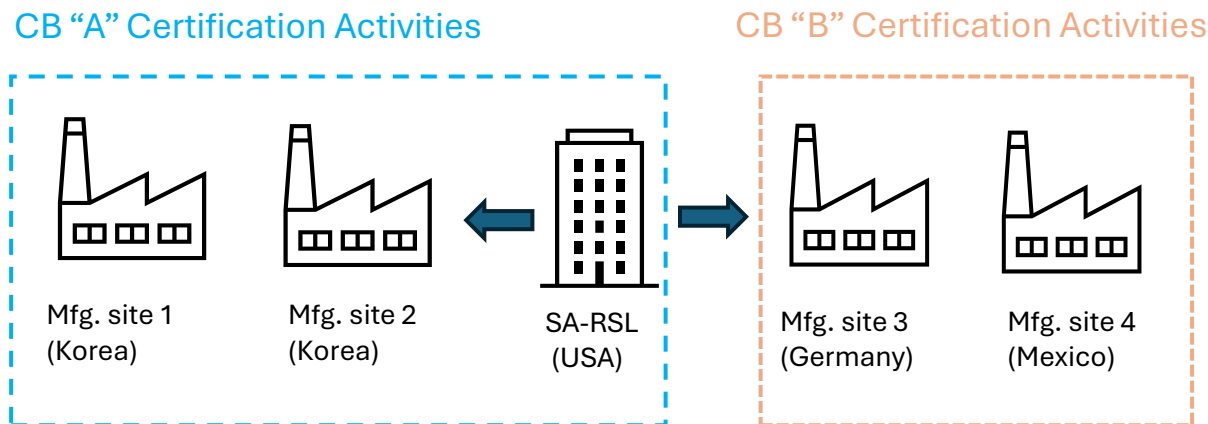 CB “A” Certification Activities
CB “B” Certification Activities
Mfg. site 1
(Korea)
Mfg. site 2
(Korea)
SA-RSL
(USA)
Mfg. site 3
(Germany)
Mfg. site 4
(Mexico)